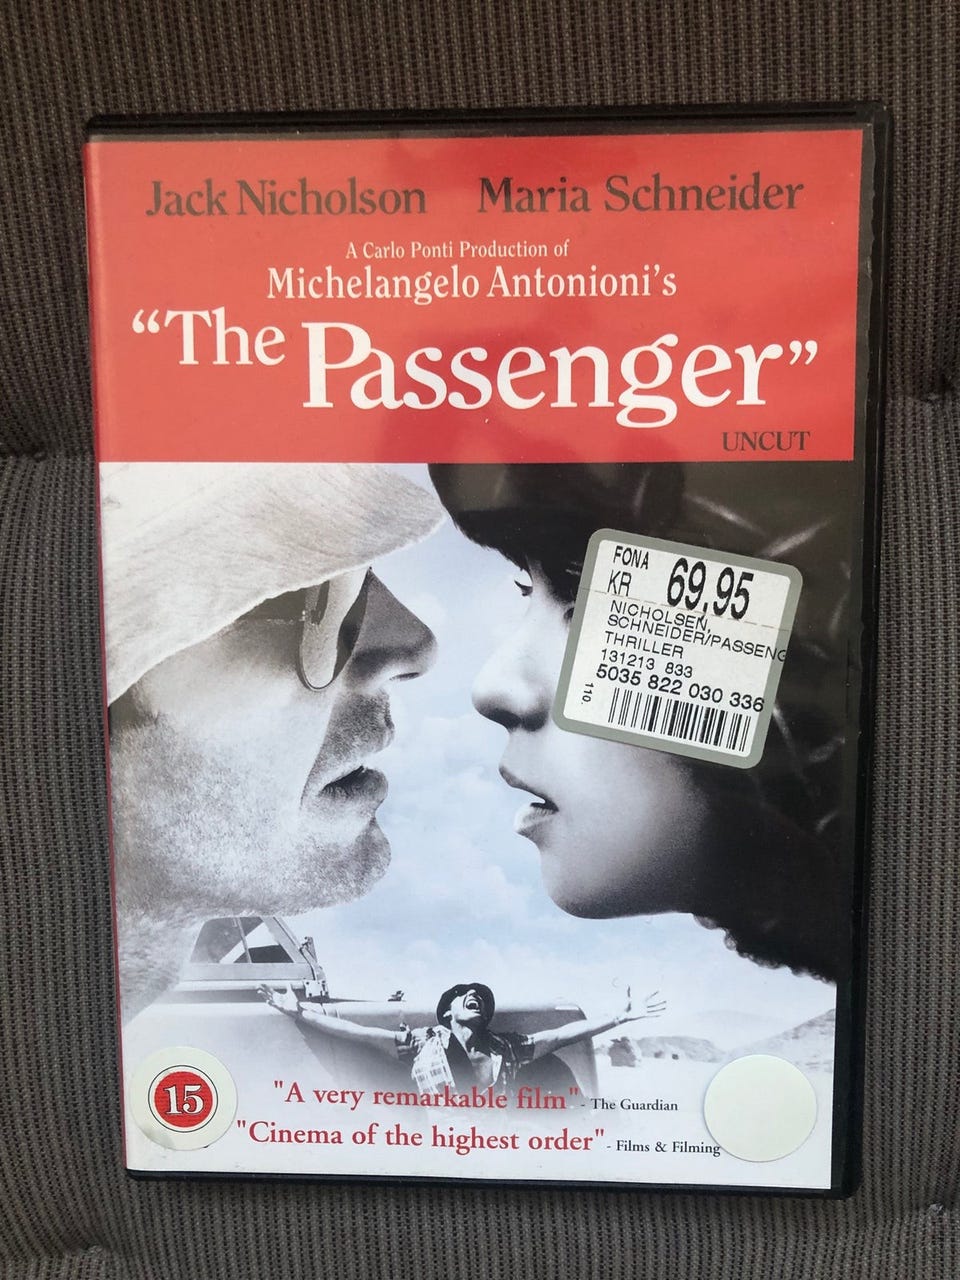 Jack Nicholson Maria Schneider
A Carlo Ponti Production of
Michelangelo Antonioni's
“The Passenger”
UNCUT
FONA
KR 69.95
NICHOLSEN,
SCHNEIDER/PASSENG
THRILLER
131213 833
5035 822 030 336
110.
15
"A very remarkable film" - The Guardian
"Cinema of the highest order" - Films & Filming